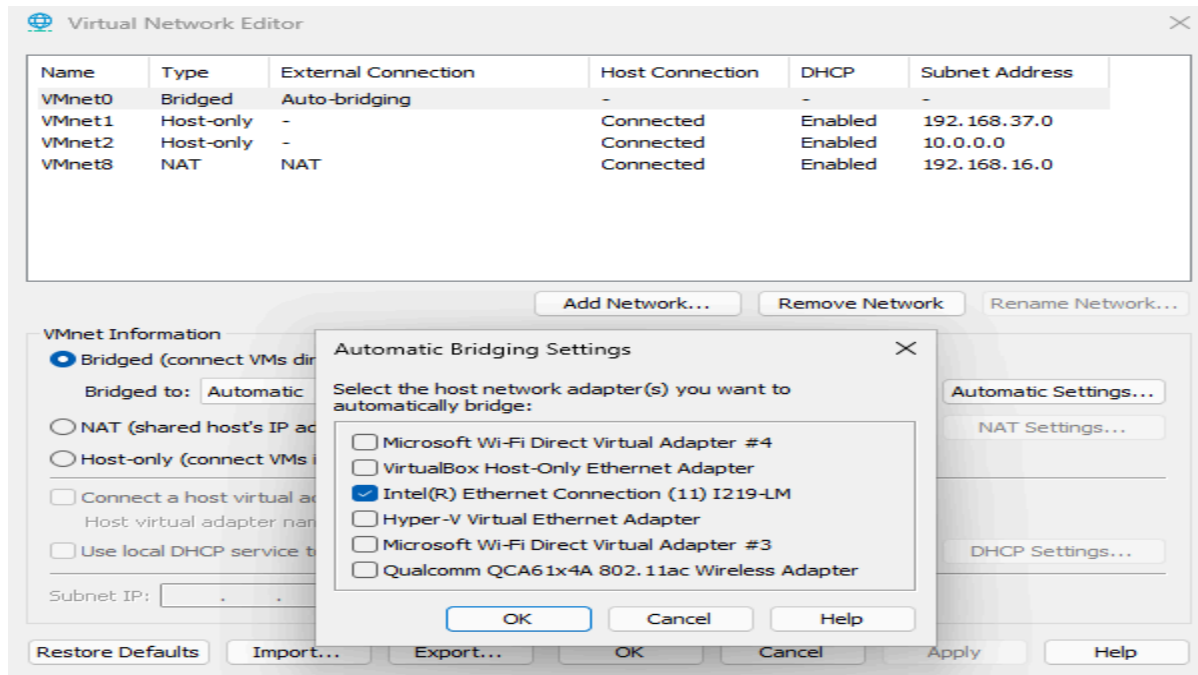 Virtual Network Editor
Name Type External Connection Host Connection DHCP Subnet Address
VMnet0 Bridged Auto-bridging - - -
VMnet1 Host-only - Connected Enabled 192.168.37.0
VMnet2 Host-only - Connected Enabled 10.0.0.0
VMnet8 NAT NAT Connected Enabled 192.168.16.0
Add Network... Remove Network Rename Network...
VMnet Information
Bridged (connect VMs dir
Bridged to: Automatic
Automatic Settings...
NAT (shared host's IP ad
NAT Settings...
Host-only (connect VMs i
Connect a host virtual ad
Host virtual adapter nam
Use local DHCP service t
DHCP Settings...
Subnet IP: . .
Automatic Bridging Settings
Select the host network adapter(s) you want to
automatically bridge:
Microsoft Wi-Fi Direct Virtual Adapter #4
VirtualBox Host-Only Ethernet Adapter
Intel(R) Ethernet Connection (11) I219-LM
Hyper-V Virtual Ethernet Adapter
Microsoft Wi-Fi Direct Virtual Adapter #3
Qualcomm QCA61x4A 802.11ac Wireless Adapter
OK Cancel Help
Restore Defaults Import... Export... OK Cancel Apply Help